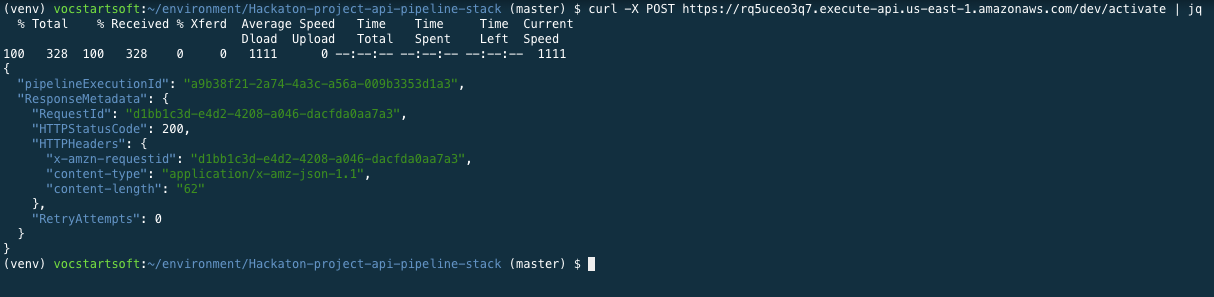 (venv) vocstartsoft:~/environment/Hackaton-project-api-pipeline-stack (master) $ curl -X POST https://rq5uceo3q7.execute-api.us-east-1.amazonaws.com/dev/activate | jq
  % Total    % Received % Xferd  Average Speed   Time    Time     Time  Current
                                 Dload  Upload   Total   Spent    Left  Speed
100   328  100   328    0     0   1111      0 --:--:-- --:--:-- --:--:--  1111
{
  "pipelineExecutionId": "a9b38f21-2a74-4a3c-a56a-009b3353d1a3",
  "ResponseMetadata": {
    "RequestId": "d1bb1c3d-e4d2-4208-a046-dacfda0aa7a3",
    "HTTPStatusCode": 200,
    "HTTPHeaders": {
      "x-amzn-requestid": "d1bb1c3d-e4d2-4208-a046-dacfda0aa7a3",
      "content-type": "application/x-amz-json-1.1",
      "content-length": "62"
    },
    "RetryAttempts": 0
  }
}
(venv) vocstartsoft:~/environment/Hackaton-project-api-pipeline-stack (master) $